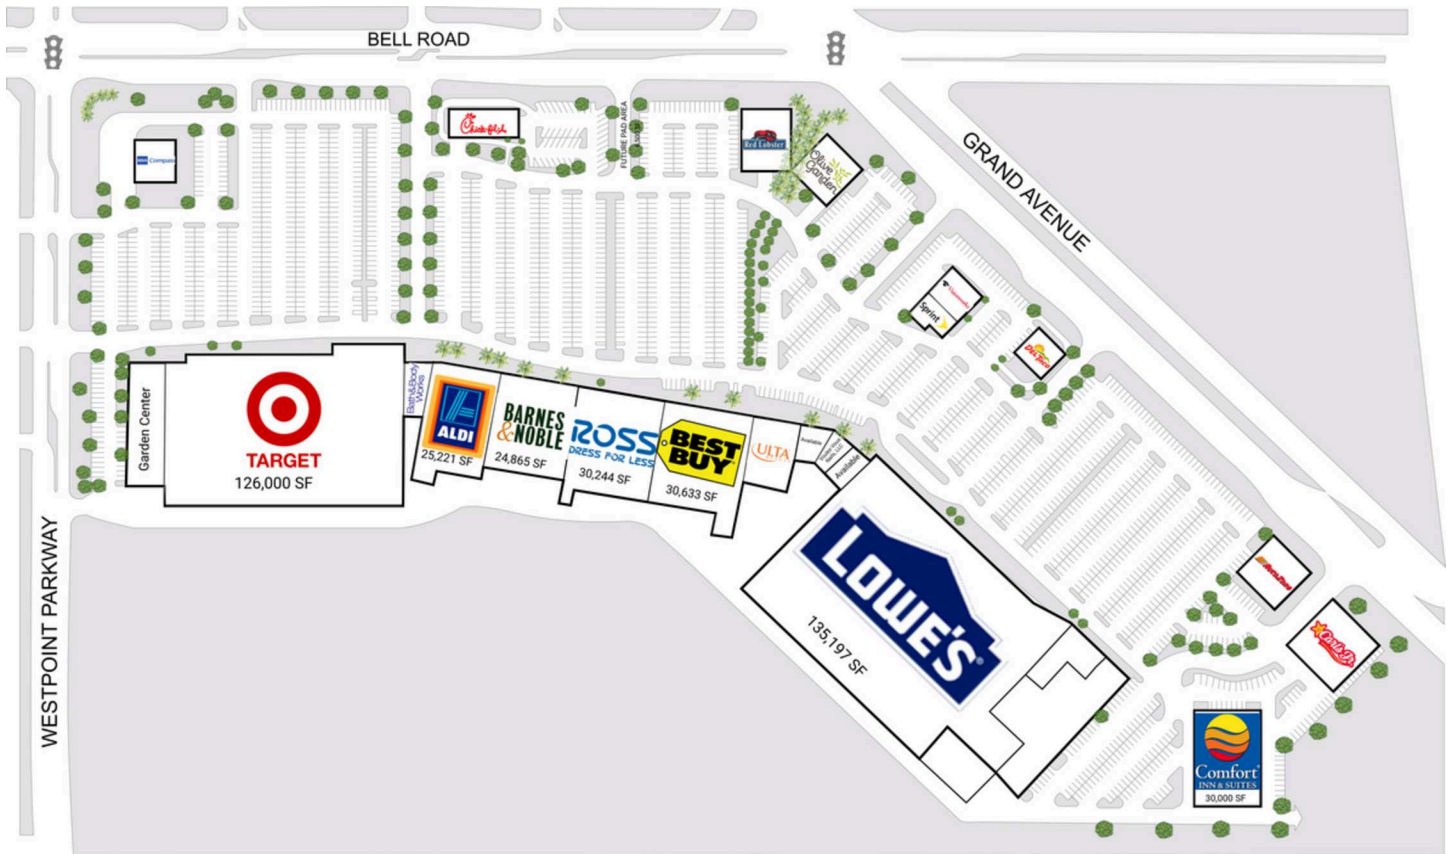 BELL ROAD
GRAND AVENUE
WESTPOINT PARKWAY
Compass
Chick-fil-A
FUTURE PAD AREA
Red Lobster
Olive
Garden
Sprint
Del Taco
Garden Center
TARGET
126,000 SF
Bath&Body
Works
ALDI
25,221 SF
BARNES
&NOBLE
24,865 SF
ROSS
DRESS FOR LESS
30,244 SF
BEST
BUY
30,633 SF
ULTA
Available
Available
LOWE'S
135,197 SF
AutoZone
Carl's Jr.
Comfort
INN & SUITES
30,000 SF